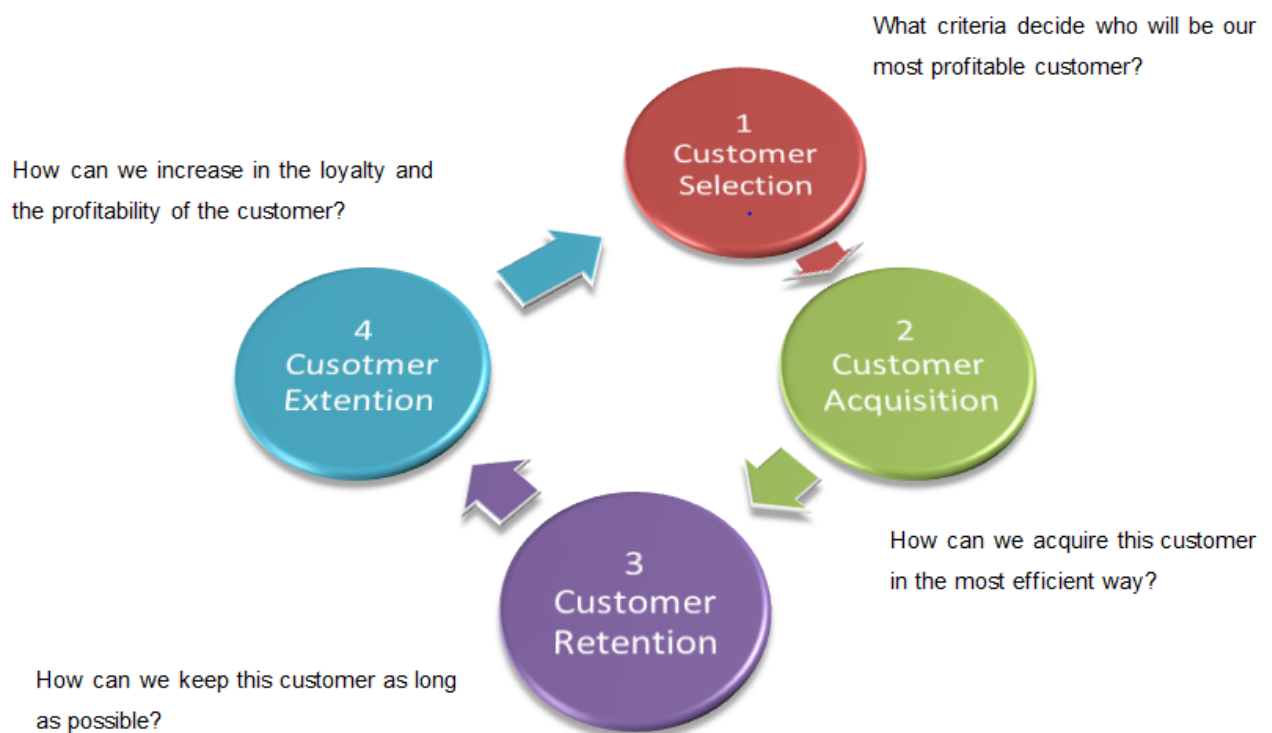 What criteria decide who will be our
most profitable customer?
1
Customer
Selection
How can we increase in the loyalty and
the profitability of the customer?
4
Cusotmer
Extention
2
Customer
Acquisition
How can we acquire this customer
in the most efficient way?
3
Customer
Retention
How can we keep this customer as long
as possible?